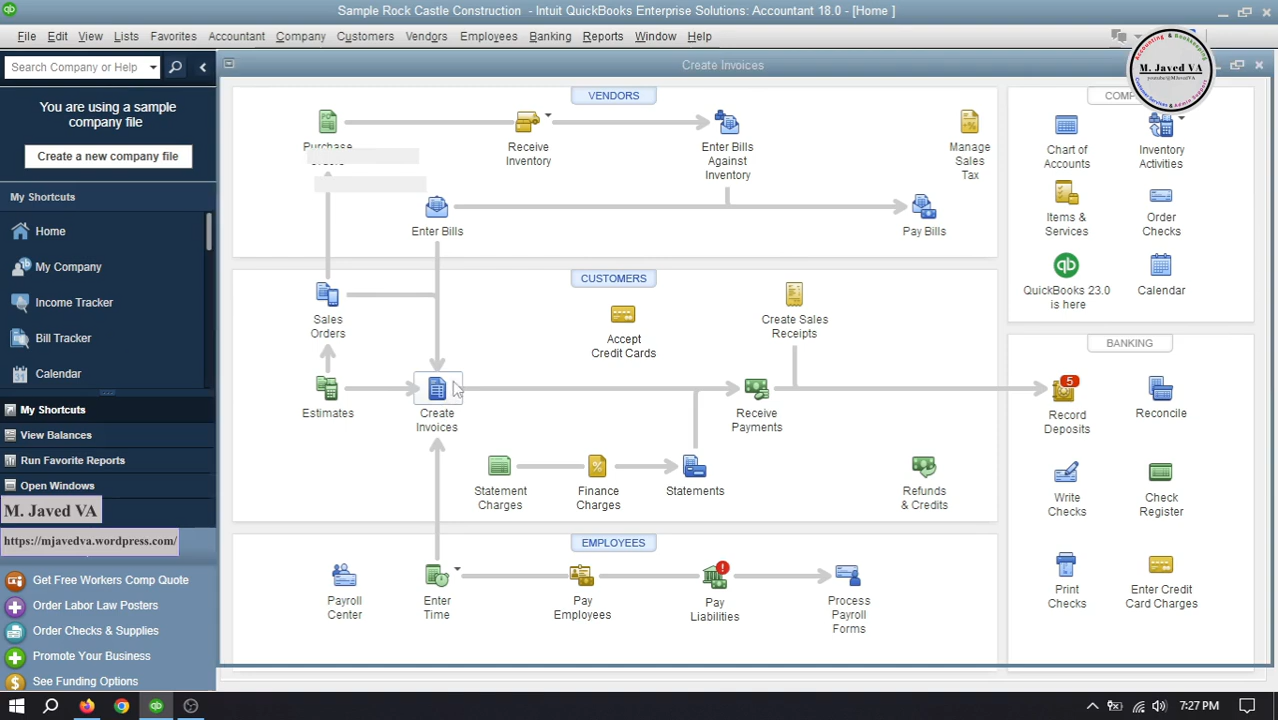 Sample Rock Castle Construction - Intuit QuickBooks Enterprise Solutions: Accountant 18.0 - [Home ]
File Edit View Lists Favorites Accountant Company Customers Vendors Employees Banking Reports Window Help
Accounting & Bookkeeping
M. Javed VA
youtube/@MJavedVA
Customer Services & Admin Support
Search Company or Help
Create Invoices
You are using a sample
company file
Create a new company file
My Shortcuts
Home
My Company
Income Tracker
Bill Tracker
Calendar
My Shortcuts
View Balances
Run Favorite Reports
Open Windows
M. Javed VA
https://mjavedva.wordpress.com/
Get Free Workers Comp Quote
Order Labor Law Posters
Order Checks & Supplies
Promote Your Business
See Funding Options
VENDORS
Purchase
Receive
Inventory
Enter Bills
Against
Inventory
Manage
Sales
Tax
Enter Bills
Pay Bills
CUSTOMERS
Sales
Orders
Accept
Credit Cards
Create Sales
Receipts
Estimates
Create
Invoices
Receive
Payments
Statement
Charges
Finance
Charges
Statements
Refunds
& Credits
EMPLOYEES
Payroll
Center
Enter
Time
Pay
Employees
Pay
Liabilities
Process
Payroll
Forms
Chart of
Accounts
Inventory
Activities
Items &
Services
Order
Checks
QuickBooks 23.0
is here
Calendar
BANKING
5
Record
Deposits
Reconcile
Write
Checks
Check
Register
Print
Checks
Enter Credit
Card Charges
7:27 PM